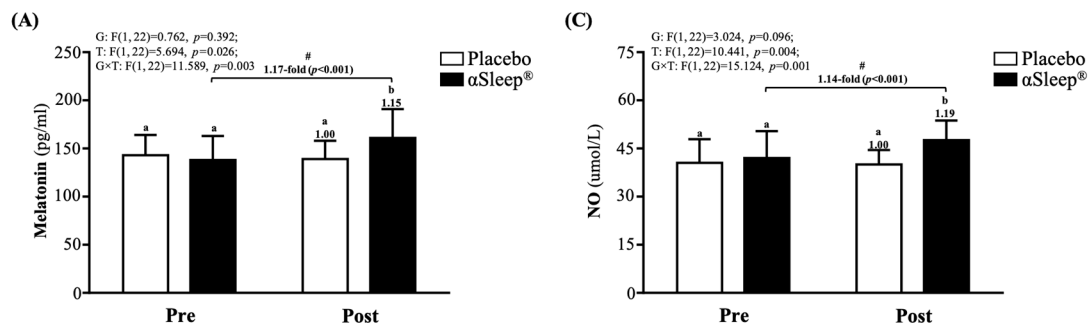 (A)
G: F(1, 22)=0.762, p=0.392;
T: F(1, 22)=5.694, p=0.026;
G×T: F(1, 22)=11.589, p=0.003
#
1.17-fold (p<0.001)
Placebo
αSleep®
250
200
150
100
50
0
Melatonin (pg/ml)
a
a
a
1.00
b
1.15
Pre
Post
(C)
G: F(1, 22)=3.024, p=0.096;
T: F(1, 22)=10.441, p=0.004;
G×T: F(1, 22)=15.124, p=0.001
#
1.14-fold (p<0.001)
Placebo
αSleep®
75
60
45
30
15
0
NO (umol/L)
a
a
a
1.00
b
1.19
Pre
Post